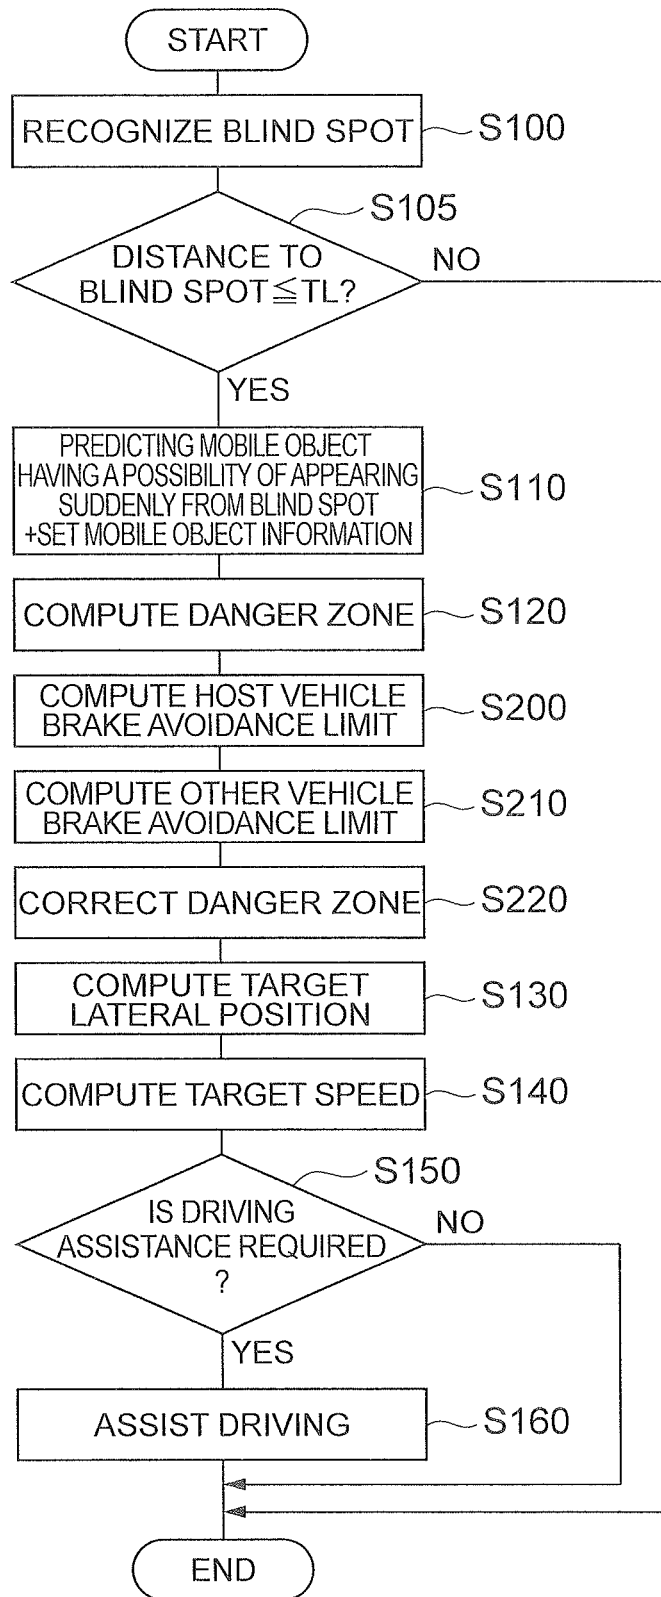 START
RECOGNIZE BLIND SPOT
S100
S105
DISTANCE TO
BLIND SPOT≦TL?
NO
YES
PREDICTING MOBILE OBJECT
HAVING A POSSIBILITY OF APPEARING
SUDDENLY FROM BLIND SPOT
+SET MOBILE OBJECT INFORMATION
S110
COMPUTE DANGER ZONE
S120
COMPUTE HOST VEHICLE
BRAKE AVOIDANCE LIMIT
S200
COMPUTE OTHER VEHICLE
BRAKE AVOIDANCE LIMIT
S210
CORRECT DANGER ZONE
S220
COMPUTE TARGET
LATERAL POSITION
S130
COMPUTE TARGET SPEED
S140
S150
IS DRIVING
ASSISTANCE REQUIRED
?
NO
YES
ASSIST DRIVING
S160
END